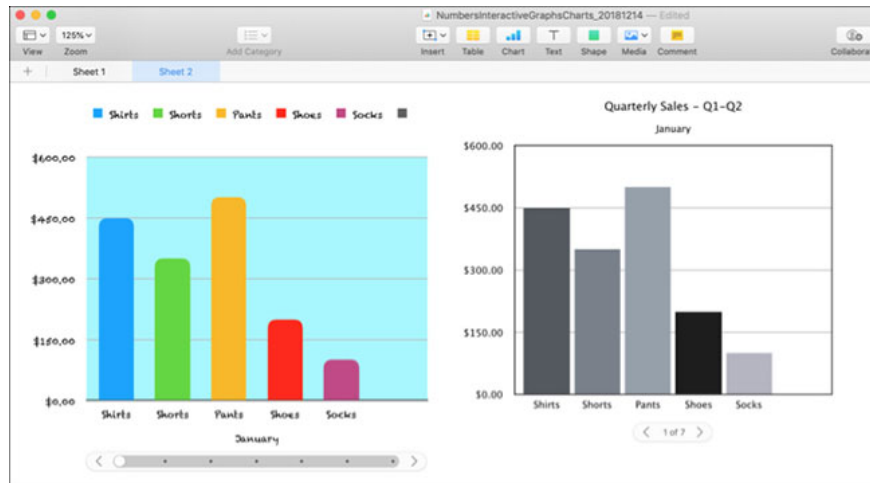 NumbersInteractiveGraphsCharts_20181214 — Edited
125%
View Zoom Add Category Insert Table Chart Text Shape Media Comment Collabora
+ Sheet 1 Sheet 2
Shirts Shorts Pants Shoes Socks
$600.00
$450.00
$300.00
$150.00
$0.00
Shirts Shorts Pants Shoes Socks
January
Quarterly Sales - Q1-Q2
January
$600.00
$450.00
$300.00
$150.00
$0.00
Shirts Shorts Pants Shoes Socks
1 of 7